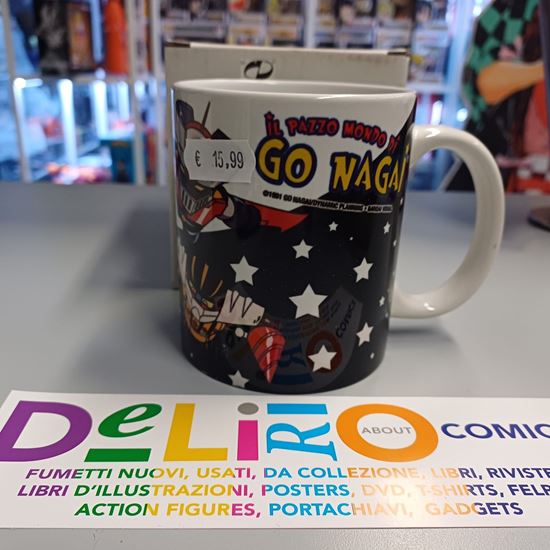 IL PAZZO MONDO DI
GO NAGAI
€ 15,99
DeLiRIO
ABOUT
COMIC
FUMETTI NUOVI, USATI, DA COLLEZIONE, LIBRI, RIVISTE
LIBRI D'ILLUSTRAZIONI, POSTERS, DVD, T-SHIRTS, FELP
ACTION FIGURES, PORTACHIAVI, GADGETS